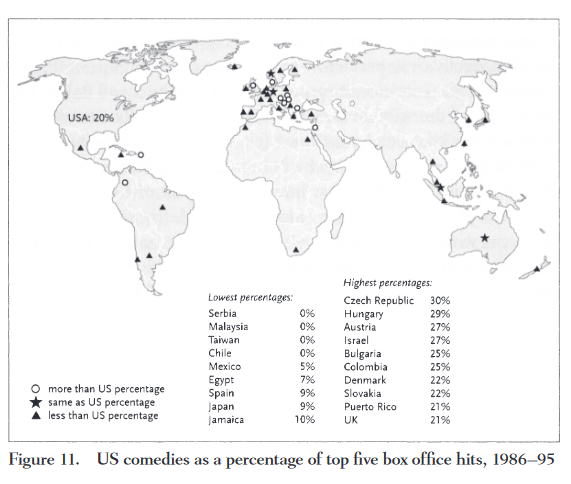 USA: 20%
Lowest percentages:
Serbia 0%
Malaysia 0%
Taiwan 0%
Chile 0%
Mexico 5%
Egypt 7%
Spain 9%
Japan 9%
Jamaica 10%
Highest percentages:
Czech Republic 30%
Hungary 29%
Austria 27%
Israel 27%
Bulgaria 25%
Colombia 25%
Denmark 22%
Slovakia 22%
Puerto Rico 21%
UK 21%
more than US percentage
same as US percentage
less than US percentage
Figure 11. US comedies as a percentage of top five box office hits, 1986–95